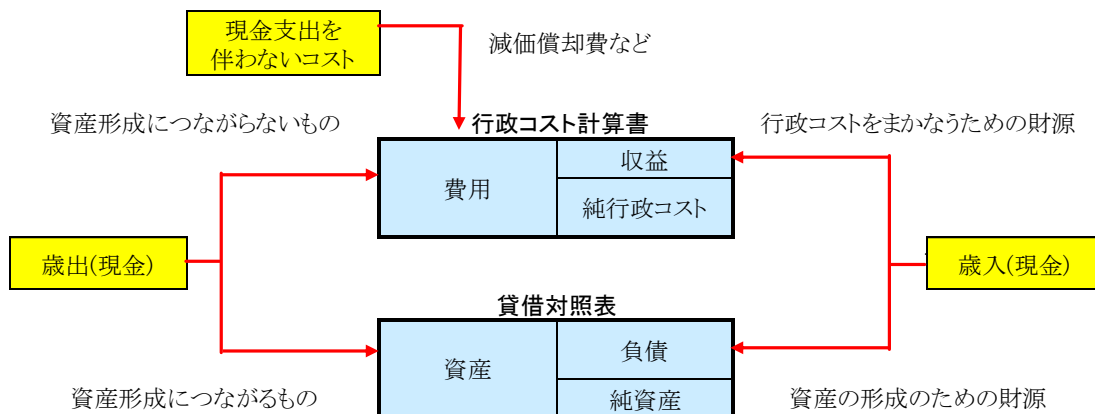 現金支出を
伴わないコスト
減価償却費など
資産形成につながらないもの
行政コスト計算書
行政コストをまかなうための財源
費用
収益
純行政コスト
歳出(現金)
歳入(現金)
貸借対照表
資産
負債
純資産
資産形成につながるもの
資産の形成のための財源